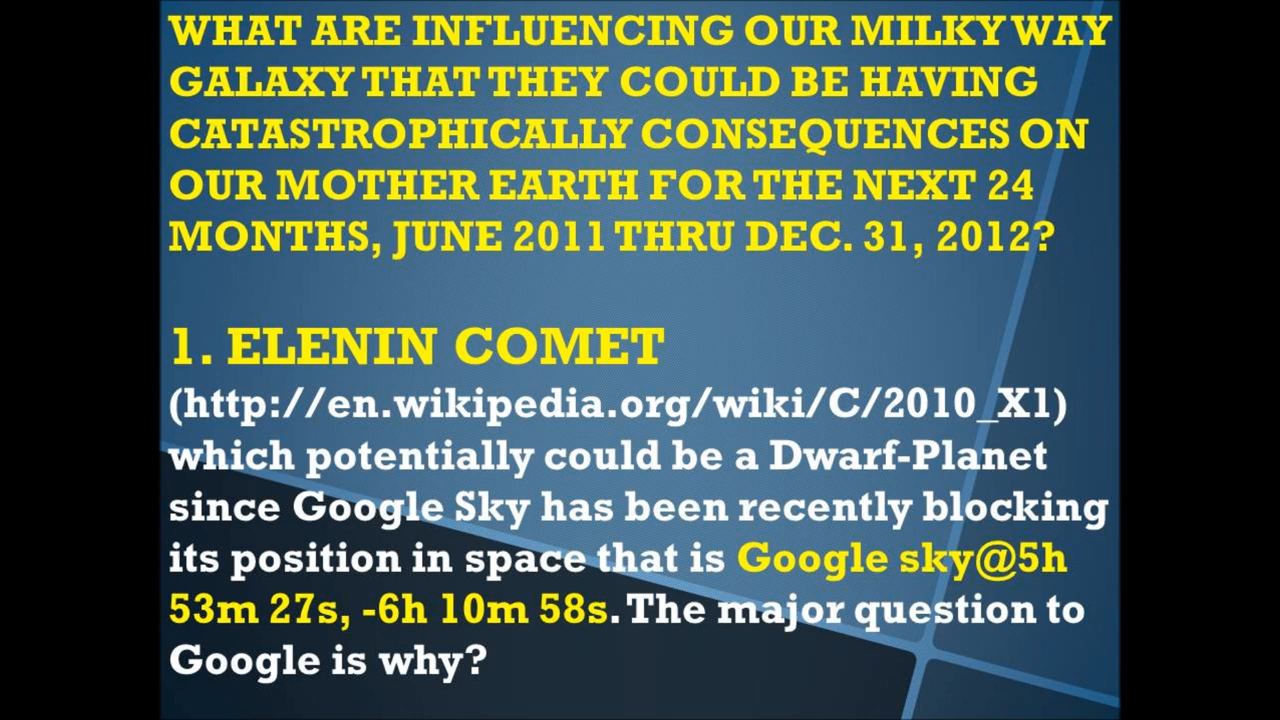 WHAT ARE INFLUENCING OUR MILKY WAY
GALAXY THAT THEY COULD BE HAVING
CATASTROPHICALLY CONSEQUENCES ON
OUR MOTHER EARTH FOR THE NEXT 24
MONTHS, JUNE 2011 THRU DEC. 31, 2012?
1. ELENIN COMET
(http://en.wikipedia.org/wiki/C/2010_X1)
which potentially could be a Dwarf-Planet
since Google Sky has been recently blocking
its position in space that is Google sky@5h
53m 27s, -6h 10m 58s. The major question to
Google is why?